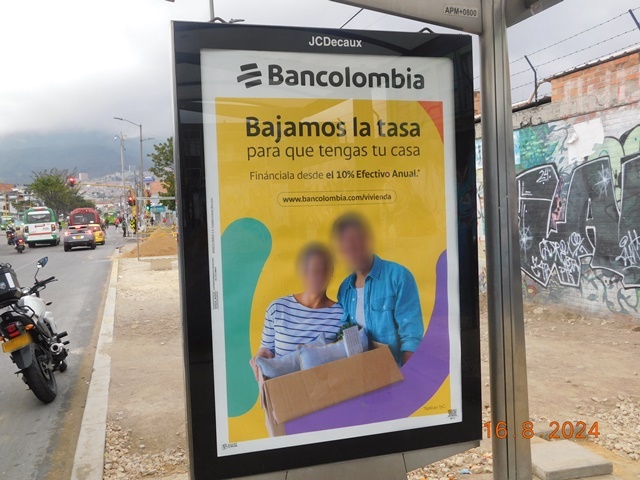 APM+0800
JCDecaux
Bancolombia
Bajamos la tasa
para que tengas tu casa
Finánciala desde el 10% Efectivo Anual.*
www.bancolombia.com/vivienda
16 8 2024